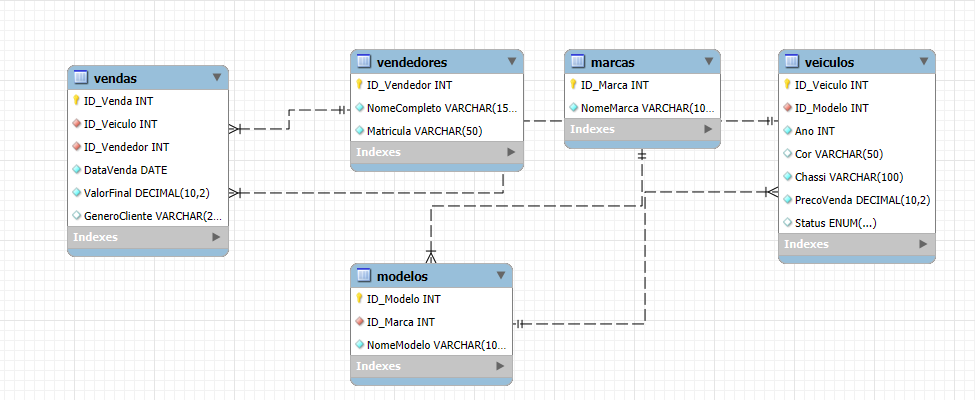 vendas
ID_Venda INT
ID_Veiculo INT
ID_Vendedor INT
DataVenda DATE
ValorFinal DECIMAL(10,2)
GeneroCliente VARCHAR(2...
Indexes
vendedores
ID_Vendedor INT
NomeCompleto VARCHAR(15...
Matricula VARCHAR(50)
Indexes
marcas
ID_Marca INT
NomeMarca VARCHAR(10...
Indexes
veiculos
ID_Veiculo INT
ID_Modelo INT
Ano INT
Cor VARCHAR(50)
Chassi VARCHAR(100)
PrecoVenda DECIMAL(10,2)
Status ENUM(...)
Indexes
modelos
ID_Modelo INT
ID_Marca INT
NomeModelo VARCHAR(10...
Indexes